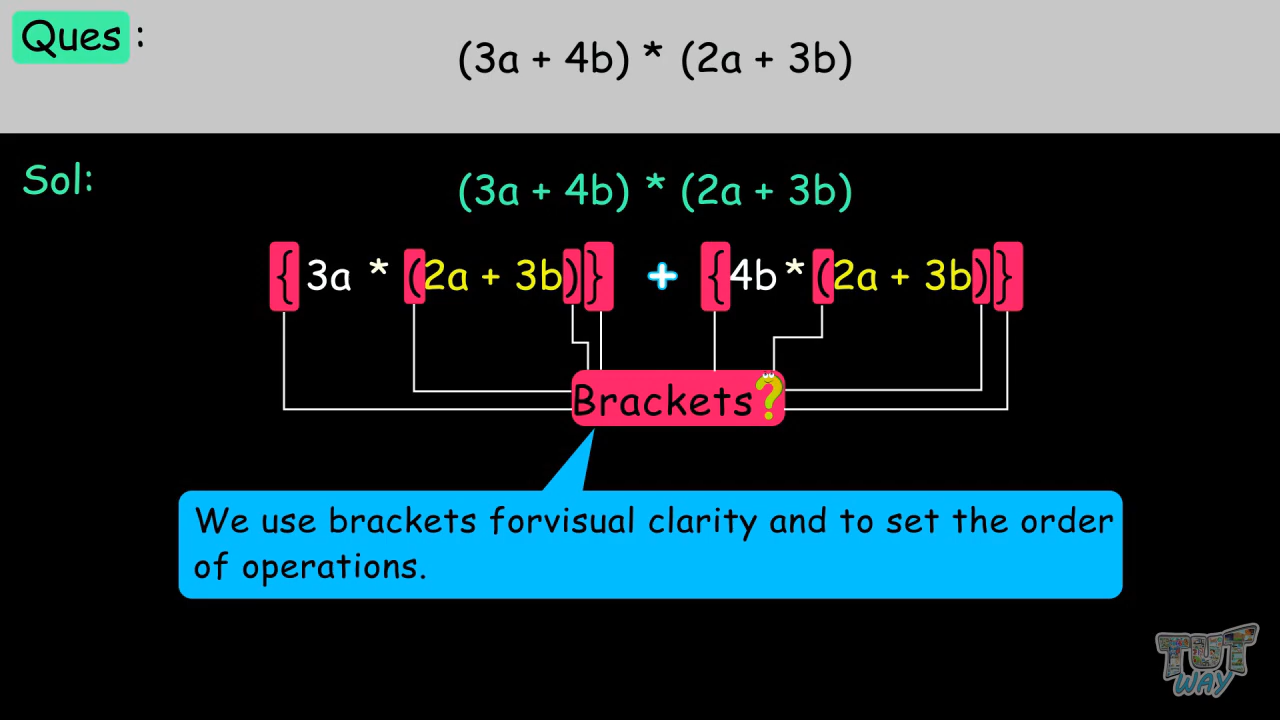 Ques :
(3a + 4b) * (2a + 3b)
Sol:
(3a + 4b) * (2a + 3b)
{ 3a * (2a + 3b)} + {4b * (2a + 3b)}
Brackets?
We use brackets forvisual clarity and to set the order
of operations.
TUT
WAY